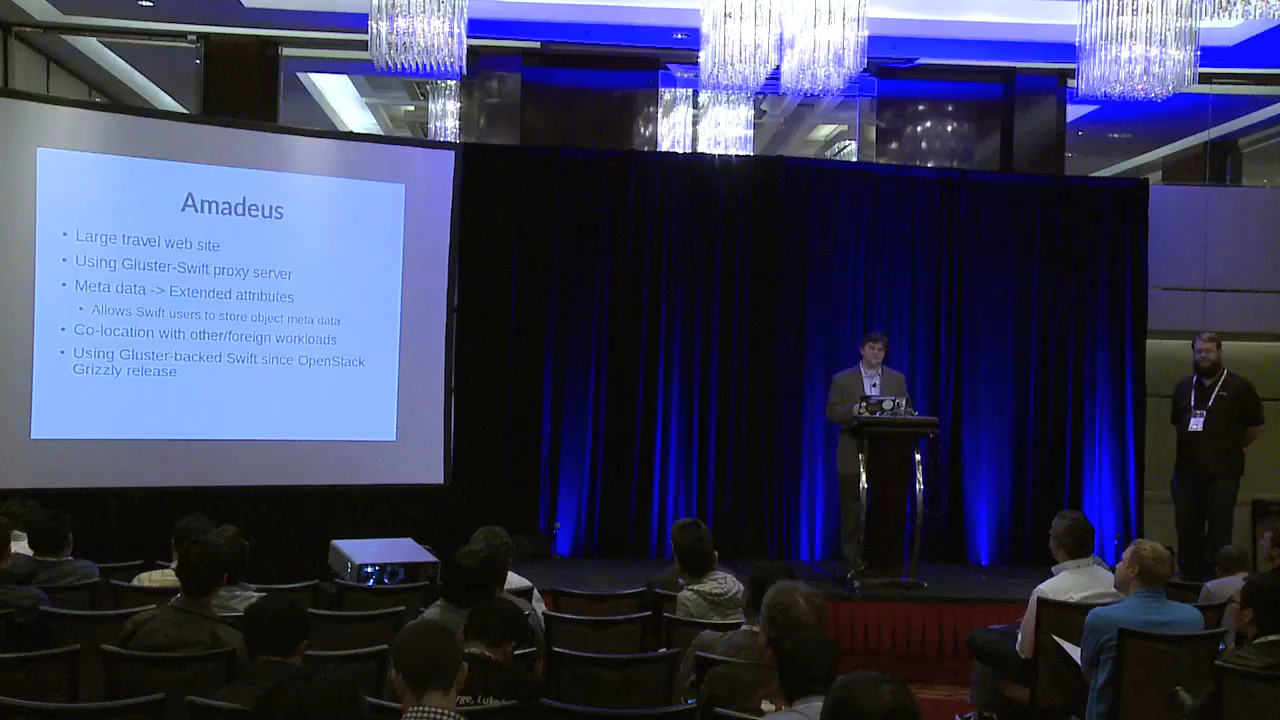 Amadeus
• Large travel web site
• Using Gluster-Swift proxy server
• Meta data -> Extended attributes
• Allows Swift users to store object meta data
• Co-location with other/foreign workloads
• Using Gluster-backed Swift since OpenStack
Grizzly release